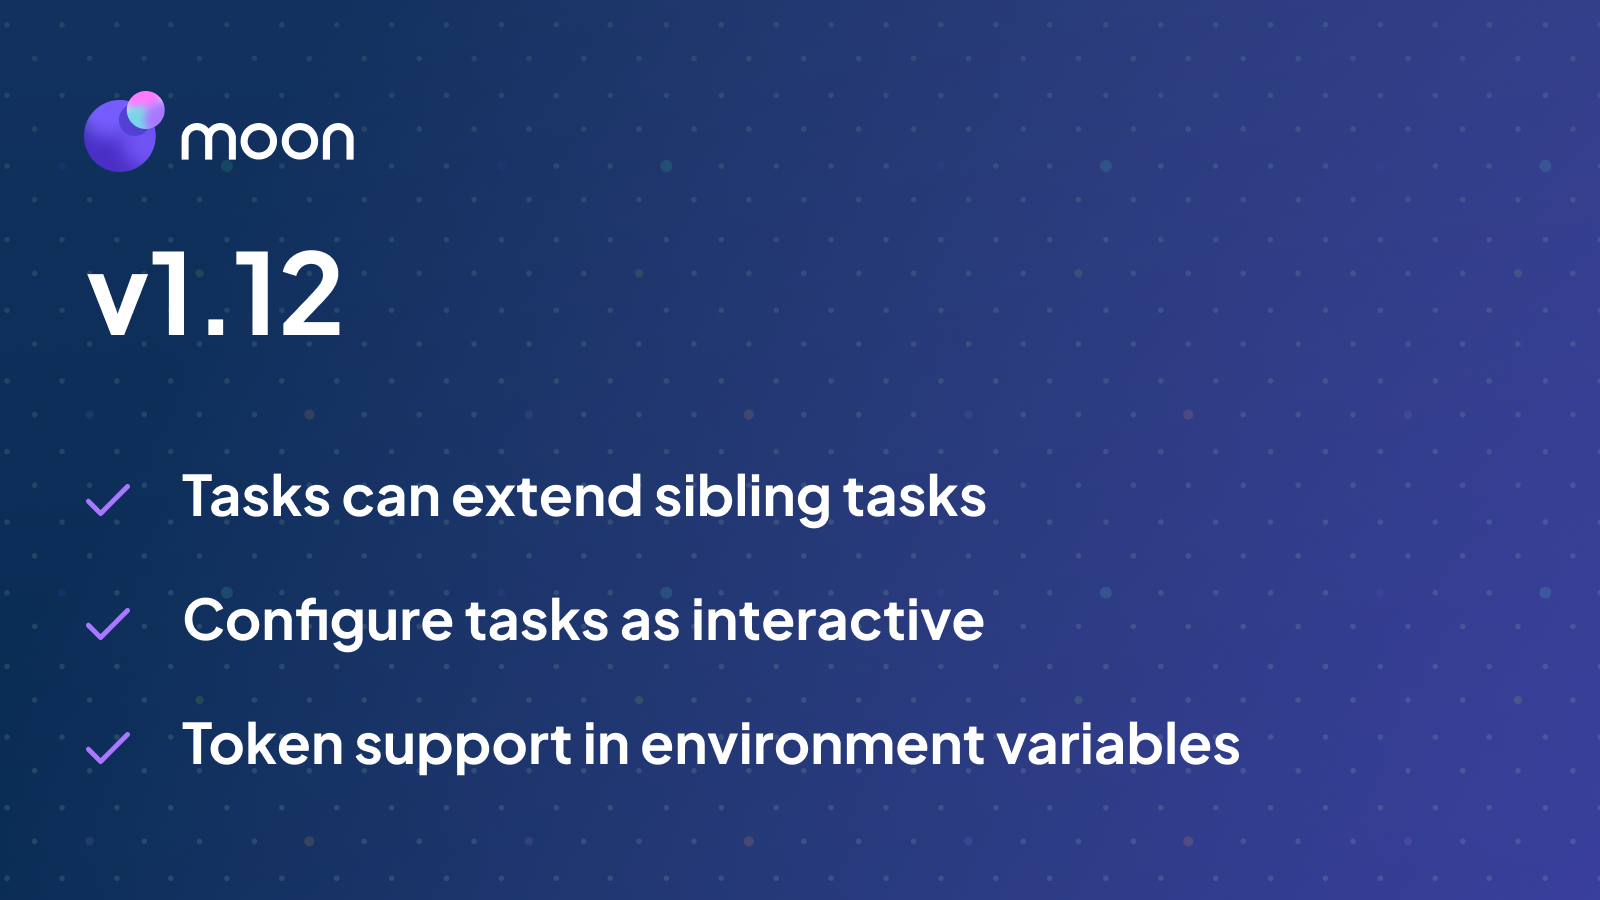 moon
v1.12
Tasks can extend sibling tasks
Configure tasks as interactive
Token support in environment variables